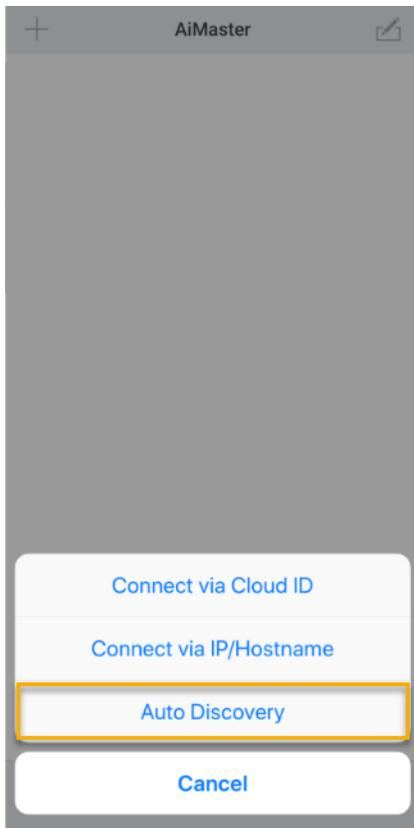 AiMaster
Connect via Cloud ID
Connect via IP/Hostname
Auto Discovery
Cancel